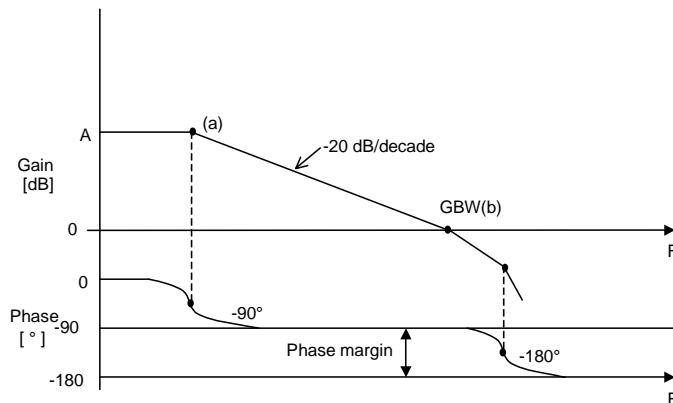 (a)
A
-20 dB/decade
Gain
[dB]
GBW(b)
0
F
0
-90°
Phase
-90
[ ° ]
Phase margin
-180°
-180
F